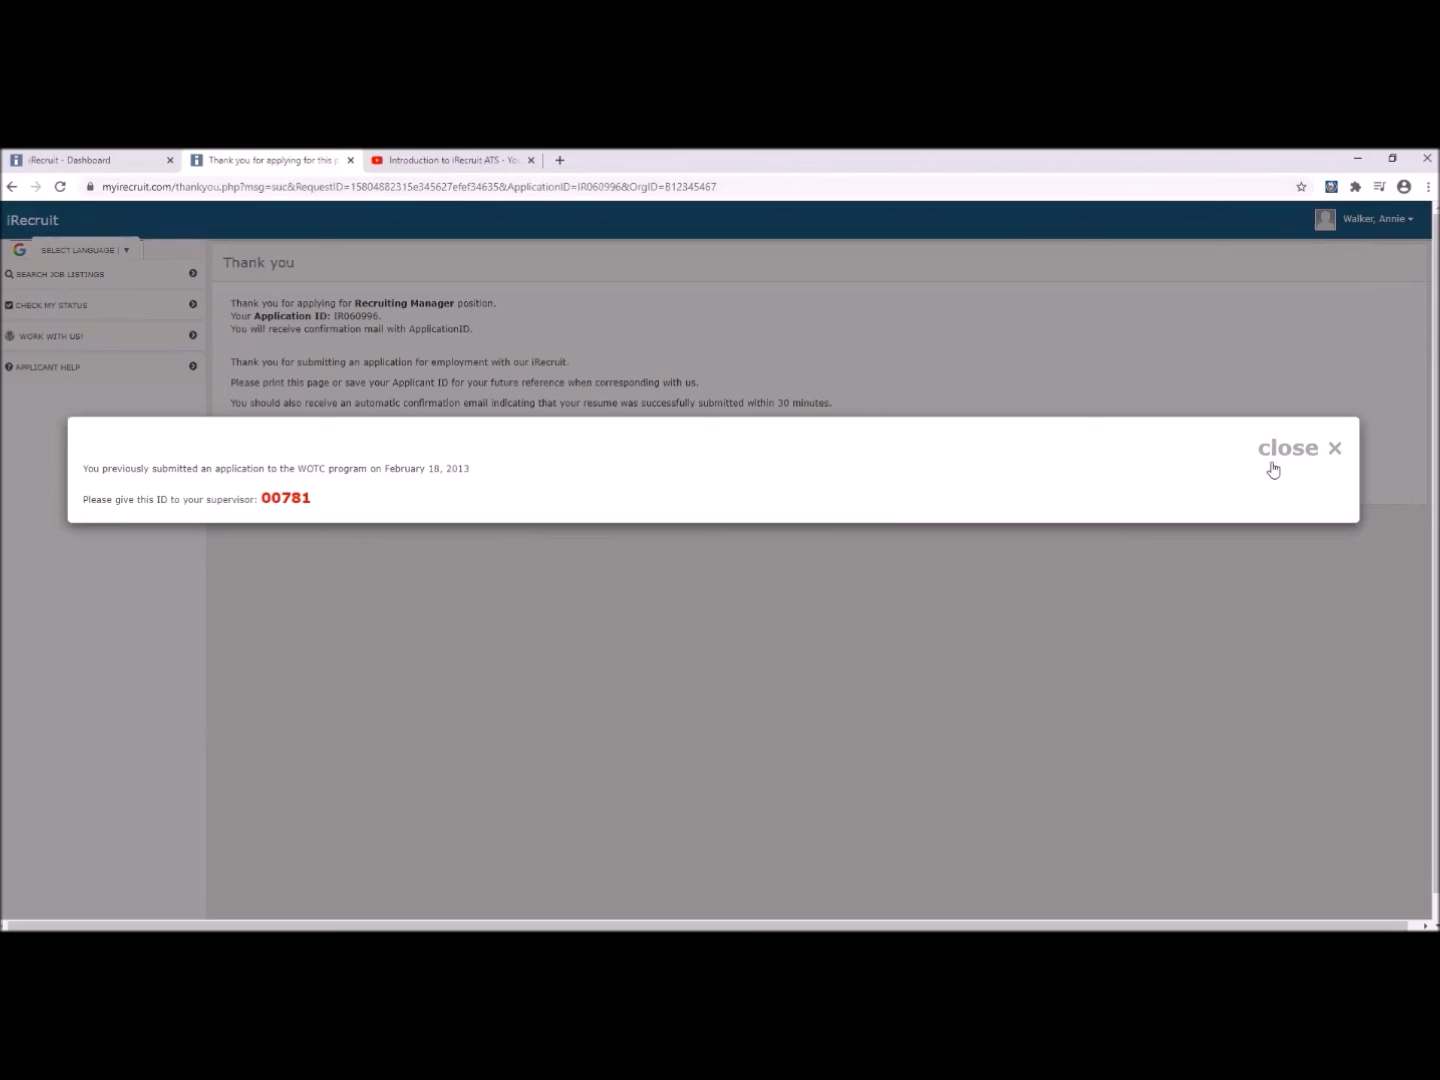 iRecruit - Dashboard
Thank you for applying for this p
Introduction to iRecruit ATS - Yo
myirecruit.com/thankyou.php?msg=suc&RequestID=15804882315e345627efef34635&ApplicationID=IR060996&OrgID=B12345467
iRecruit
Walker, Annie
SELECT LANGUAGE
SEARCH JOB LISTINGS
CHECK MY STATUS
WORK WITH US!
APPLICANT HELP
Thank you
Thank you for applying for Recruiting Manager position.
Your Application ID: IR060996.
You will receive confirmation mail with ApplicationID.
Thank you for submitting an application for employment with our iRecruit.
Please print this page or save your Applicant ID for your future reference when corresponding with us.
You should also receive an automatic confirmation email indicating that your resume was successfully submitted within 30 minutes.
close ×
You previously submitted an application to the WOTC program on February 18, 2013
Please give this ID to your supervisor: 00781